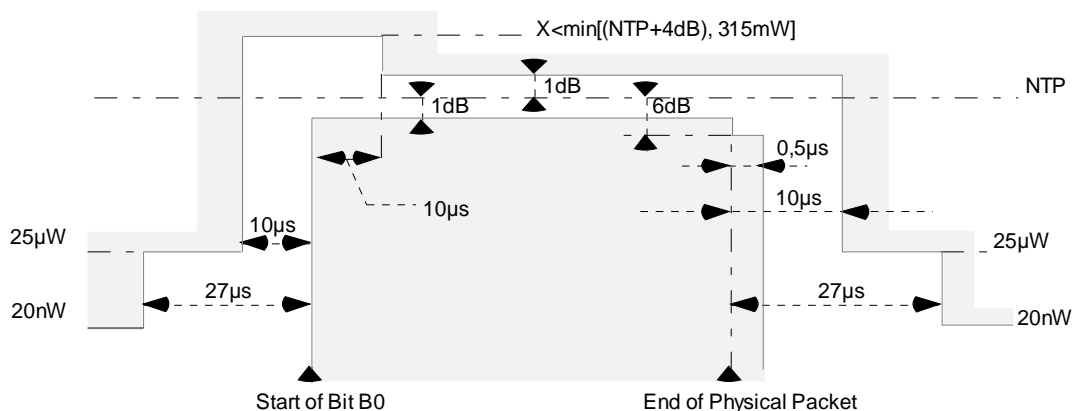 X<min[(NTP+4dB), 315mW]
NTP
1dB
1dB
6dB
0,5µs
10µs
10µs
10µs
25µW
25µW
27µs
27µs
20nW
20nW
Start of Bit B0
End of Physical Packet